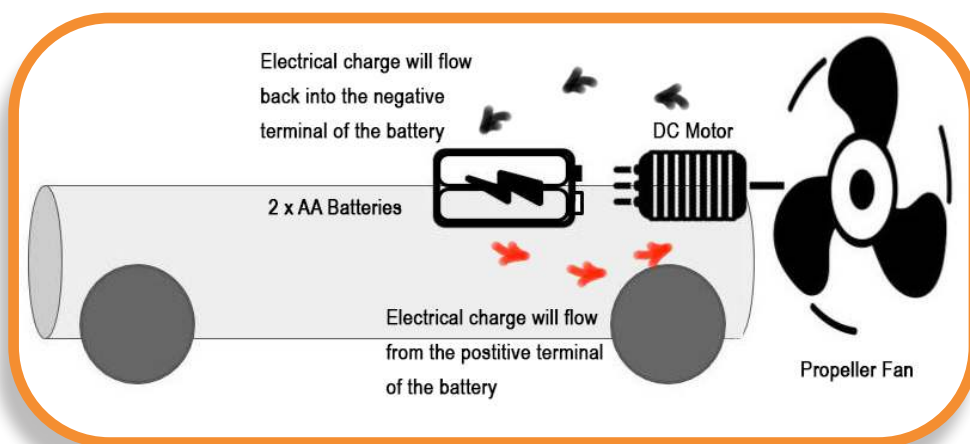 Electrical charge will flow
back into the negative
terminal of the battery
DC Motor
2 x AA Batteries
Electrical charge will flow
from the postitive terminal
of the battery
Propeller Fan